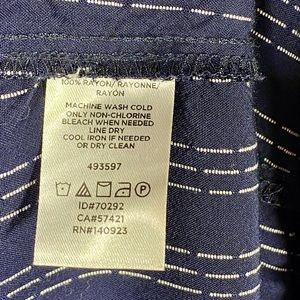 100% RAYON/RAYONNE/
RAYÓN
MACHINE WASH COLD
ONLY NON-CHLORINE
BLEACH WHEN NEEDED
LINE DRY
COOL IRON IF NEEDED
OR DRY CLEAN
493597
ID#70292
CA#57421
RN#140923